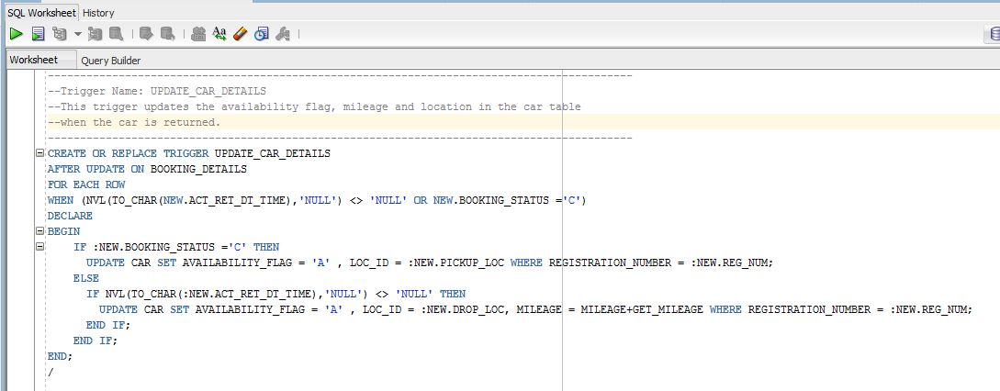 SQL Worksheet History
Worksheet Query Builder
--------------------------------------------------------------------------------------------
--Trigger Name: UPDATE_CAR_DETAILS
--This trigger updates the availability flag, mileage and location in the car table
--when the car is returned.
--------------------------------------------------------------------------------------------
CREATE OR REPLACE TRIGGER UPDATE_CAR_DETAILS
AFTER UPDATE ON BOOKING_DETAILS
FOR EACH ROW
WHEN (NVL(TO_CHAR(NEW.ACT_RET_DT_TIME),'NULL') <> 'NULL' OR NEW.BOOKING_STATUS ='C')
DECLARE
BEGIN
IF :NEW.BOOKING_STATUS ='C' THEN
UPDATE CAR SET AVAILABILITY_FLAG = 'A' , LOC_ID = :NEW.PICKUP_LOC WHERE REGISTRATION_NUMBER = :NEW.REG_NUM;
ELSE
IF NVL(TO_CHAR(:NEW.ACT_RET_DT_TIME),'NULL') <> 'NULL' THEN
UPDATE CAR SET AVAILABILITY_FLAG = 'A' , LOC_ID = :NEW.DROP_LOC, MILEAGE = MILEAGE+GET_MILEAGE WHERE REGISTRATION_NUMBER = :NEW.REG_NUM;
END IF;
END IF;
END;
/